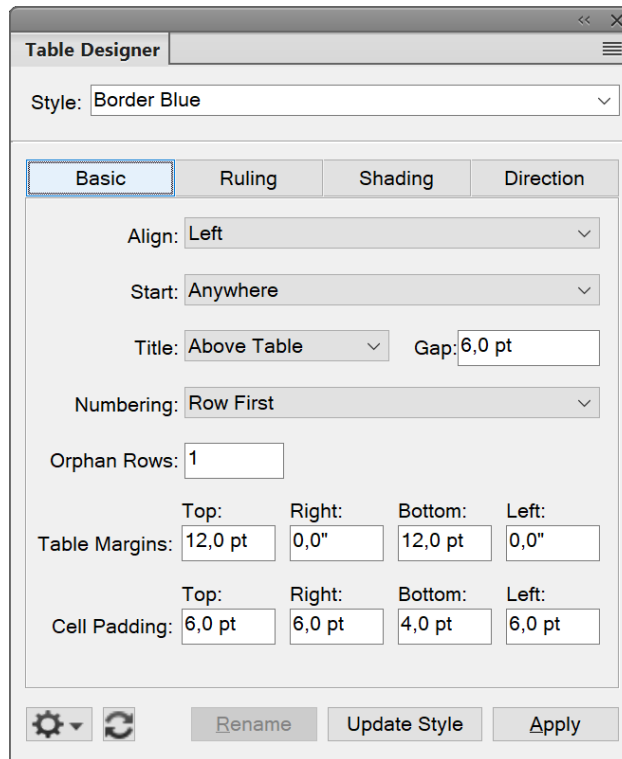 Table Designer
Style: Border Blue
Basic Ruling Shading Direction
Align: Left
Start: Anywhere
Title: Above Table Gap: 6,0 pt
Numbering: Row First
Orphan Rows: 1
Top: Right: Bottom: Left:
Table Margins: 12,0 pt 0,0" 12,0 pt 0,0"
Top: Right: Bottom: Left:
Cell Padding: 6,0 pt 6,0 pt 4,0 pt 6,0 pt
Rename Update Style Apply